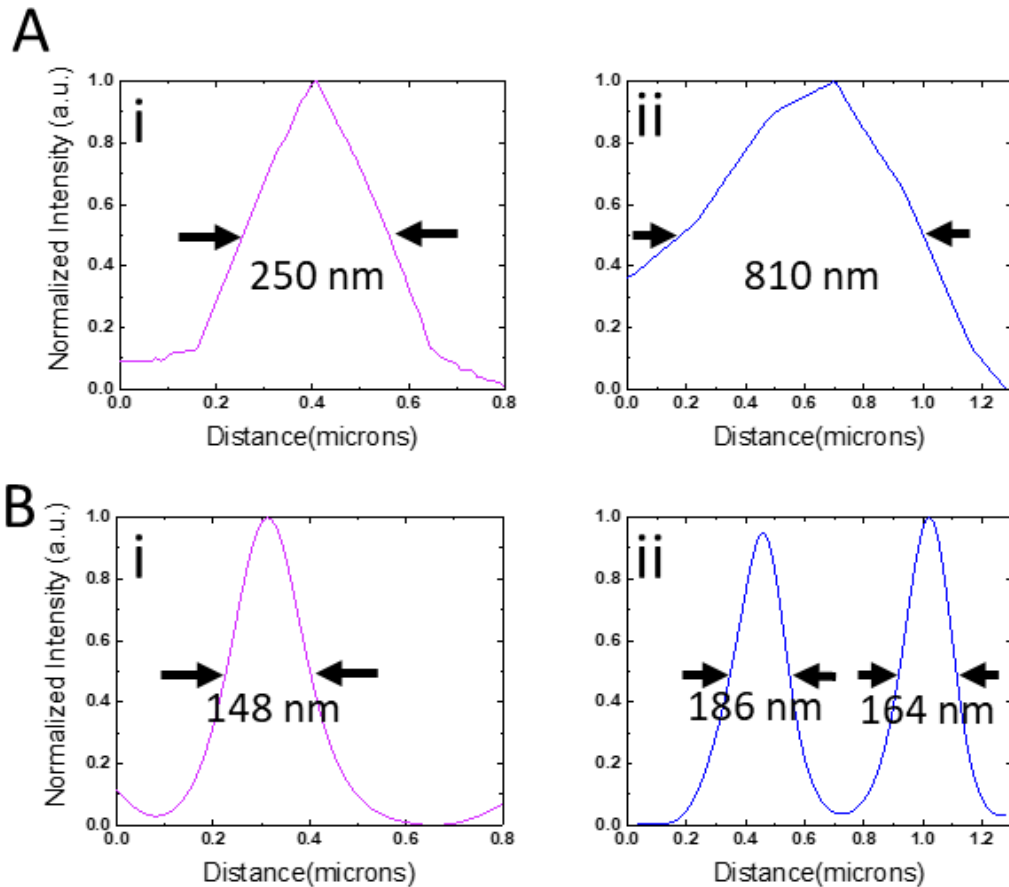 A
Normalized Intensity (a.u.)
1.0
0.8
0.6
0.4
0.2
0.0
i
250 nm
0.0 0.2 0.4 0.6 0.8
Distance(microns)
1.0
0.8
0.6
0.4
0.2
0.0
ii
810 nm
0.0 0.2 0.4 0.6 0.8 1.0 1.2
Distance(microns)
B
Normalized Intensity (a.u.)
1.0
0.8
0.6
0.4
0.2
0.0
i
148 nm
0.0 0.2 0.4 0.6 0.8
Distance(microns)
1.0
0.8
0.6
0.4
0.2
0.0
ii
186 nm 164 nm
0.0 0.2 0.4 0.6 0.8 1.0 1.2
Distance(microns)